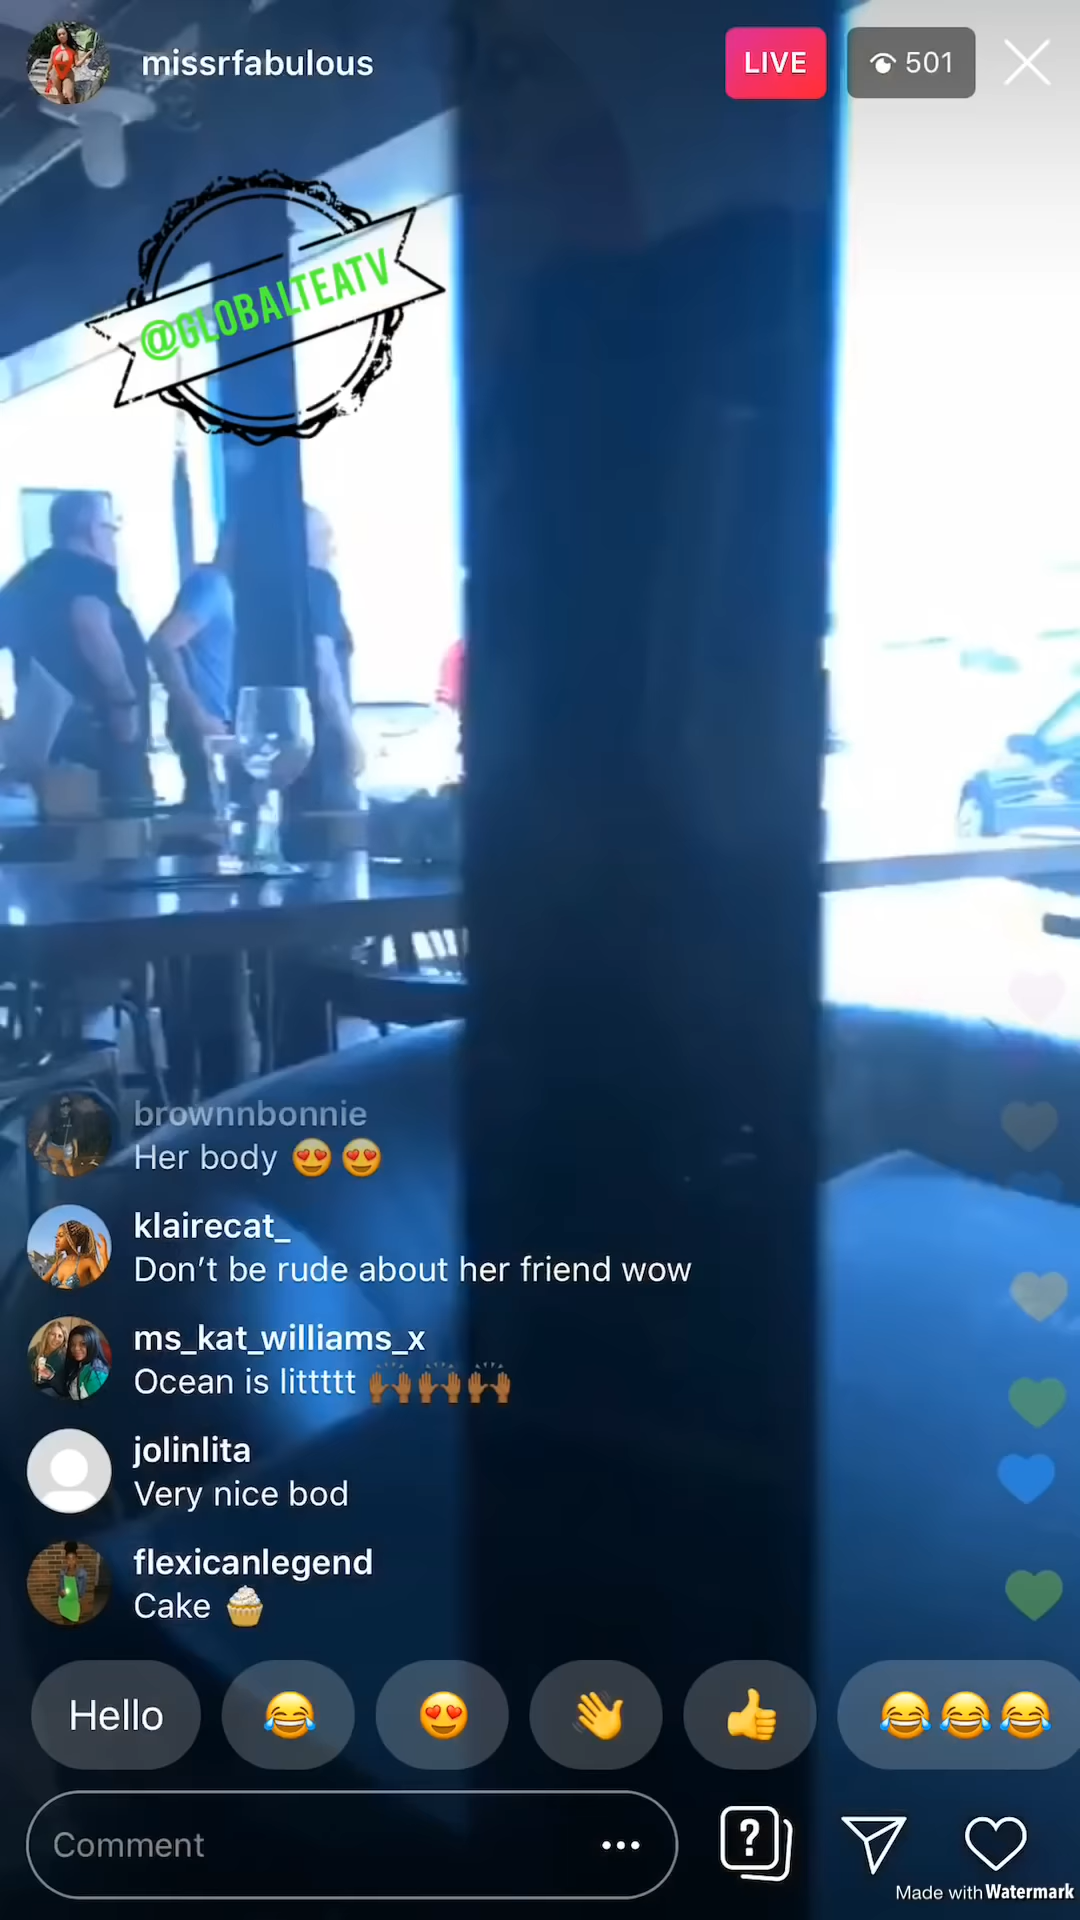 missrfabulous
LIVE
501
@GLOBALTEATV
brownnbonnie
Her body 😍 😍
klairecat_
Don’t be rude about her friend wow
ms_kat_williams_x
Ocean is litttttt 🙌🏾🙌🏾🙌🏾
jolinlita
Very nice bod
flexicanlegend
Cake 🧁
Hello
😂
😍
👋
👍
😂😂😂
Comment
?
Made with Watermark